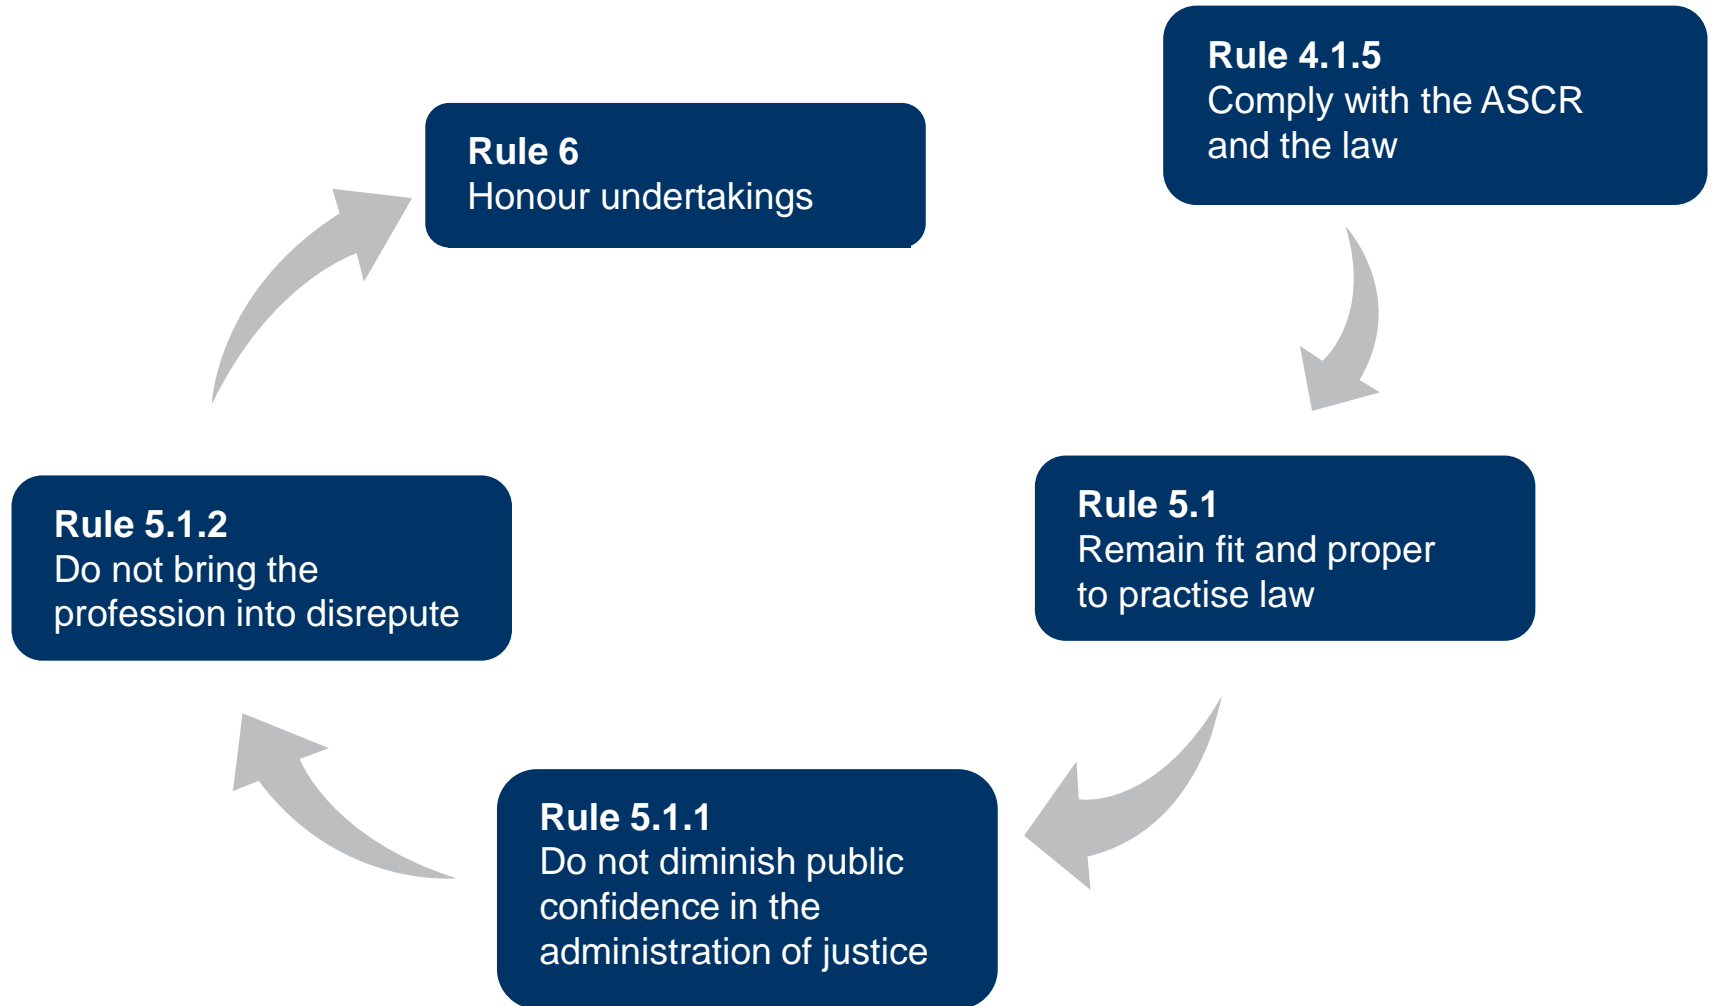 Rule 4.1.5
Comply with the ASCR
and the law
Rule 5.1
Remain fit and proper
to practise law
Rule 5.1.1
Do not diminish public
confidence in the
administration of justice
Rule 5.1.2
Do not bring the
profession into disrepute
Rule 6
Honour undertakings